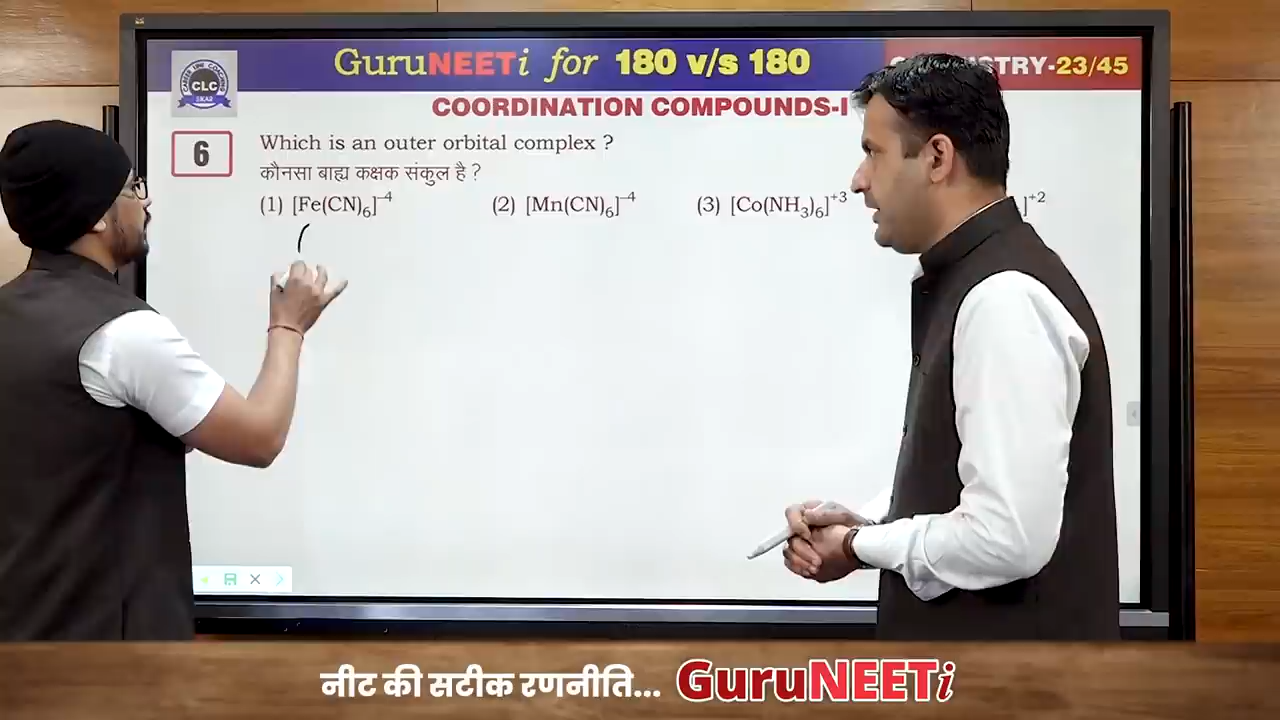 GuruNEETi for 180 v/s 180
STRY-23/45
CLC
SIKAR
COORDINATION COMPOUNDS-I
6
Which is an outer orbital complex ?
कौनसा बाह्य कक्षक संकुल है ?
(1) [Fe(CN)₆]⁻⁴ (2) [Mn(CN)₆]⁻⁴ (3) [Co(NH₃)₆]⁺³ ]⁺²
नीट की सटीक रणनीति... GuruNEETi